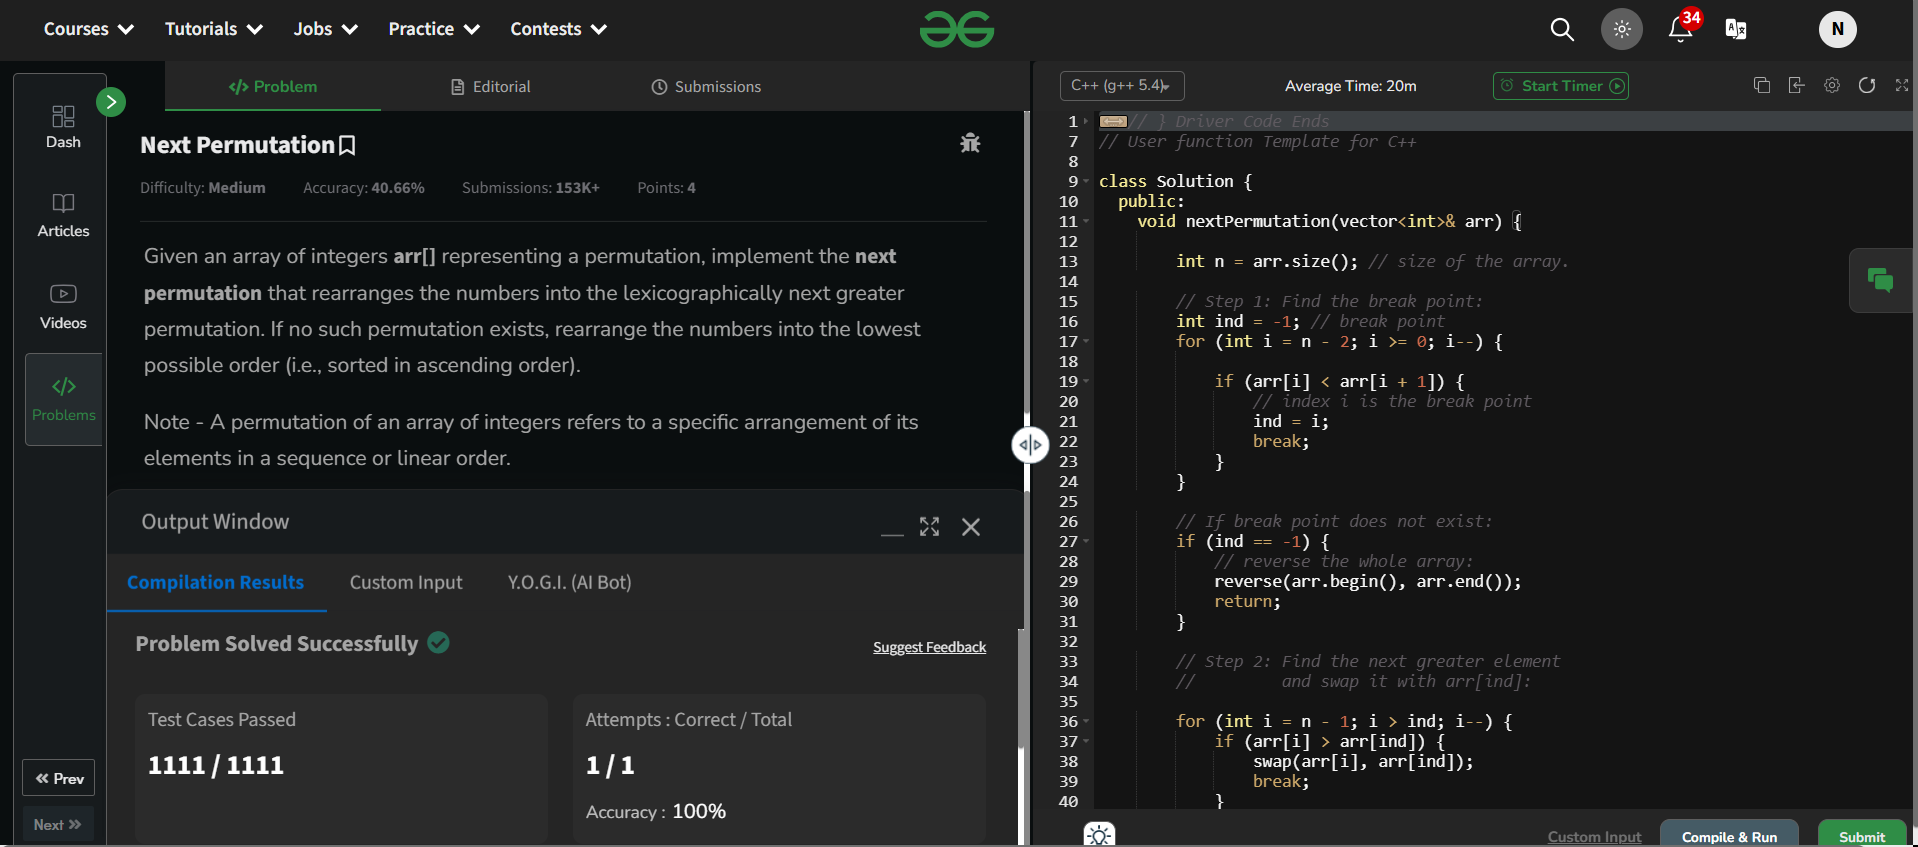 Courses Tutorials Jobs Practice Contests 34 N
Dash
Articles
Videos
Problems
Prev
Next
Problem Editorial Submissions
Next Permutation
Difficulty: Medium Accuracy: 40.66% Submissions: 153K+ Points: 4
Given an array of integers arr[] representing a permutation, implement the next
permutation that rearranges the numbers into the lexicographically next greater
permutation. If no such permutation exists, rearrange the numbers into the lowest
possible order (i.e., sorted in ascending order).
Note - A permutation of an array of integers refers to a specific arrangement of its
elements in a sequence or linear order.
Output Window
Compilation Results Custom Input Y.O.G.I. (AI Bot)
Problem Solved Successfully
Suggest Feedback
Test Cases Passed
1111 / 1111
Attempts : Correct / Total
1 / 1
Accuracy : 100%
C++ (g++ 5.4) Average Time: 20m Start Timer
1 // } Driver Code Ends
7 // User function Template for C++
8
9 class Solution {
10 public:
11 void nextPermutation(vector<int>& arr) {
12
13 int n = arr.size(); // size of the array.
14
15 // Step 1: Find the break point:
16 int ind = -1; // break point
17 for (int i = n - 2; i >= 0; i--) {
18
19 if (arr[i] < arr[i + 1]) {
20 // index i is the break point
21 ind = i;
22 break;
23 }
24 }
25
26 // If break point does not exist:
27 if (ind == -1) {
28 // reverse the whole array:
29 reverse(arr.begin(), arr.end());
30 return;
31 }
32
33 // Step 2: Find the next greater element
34 // and swap it with arr[ind]:
35
36 for (int i = n - 1; i > ind; i--) {
37 if (arr[i] > arr[ind]) {
38 swap(arr[i], arr[ind]);
39 break;
40 }
Custom Input Compile & Run Submit